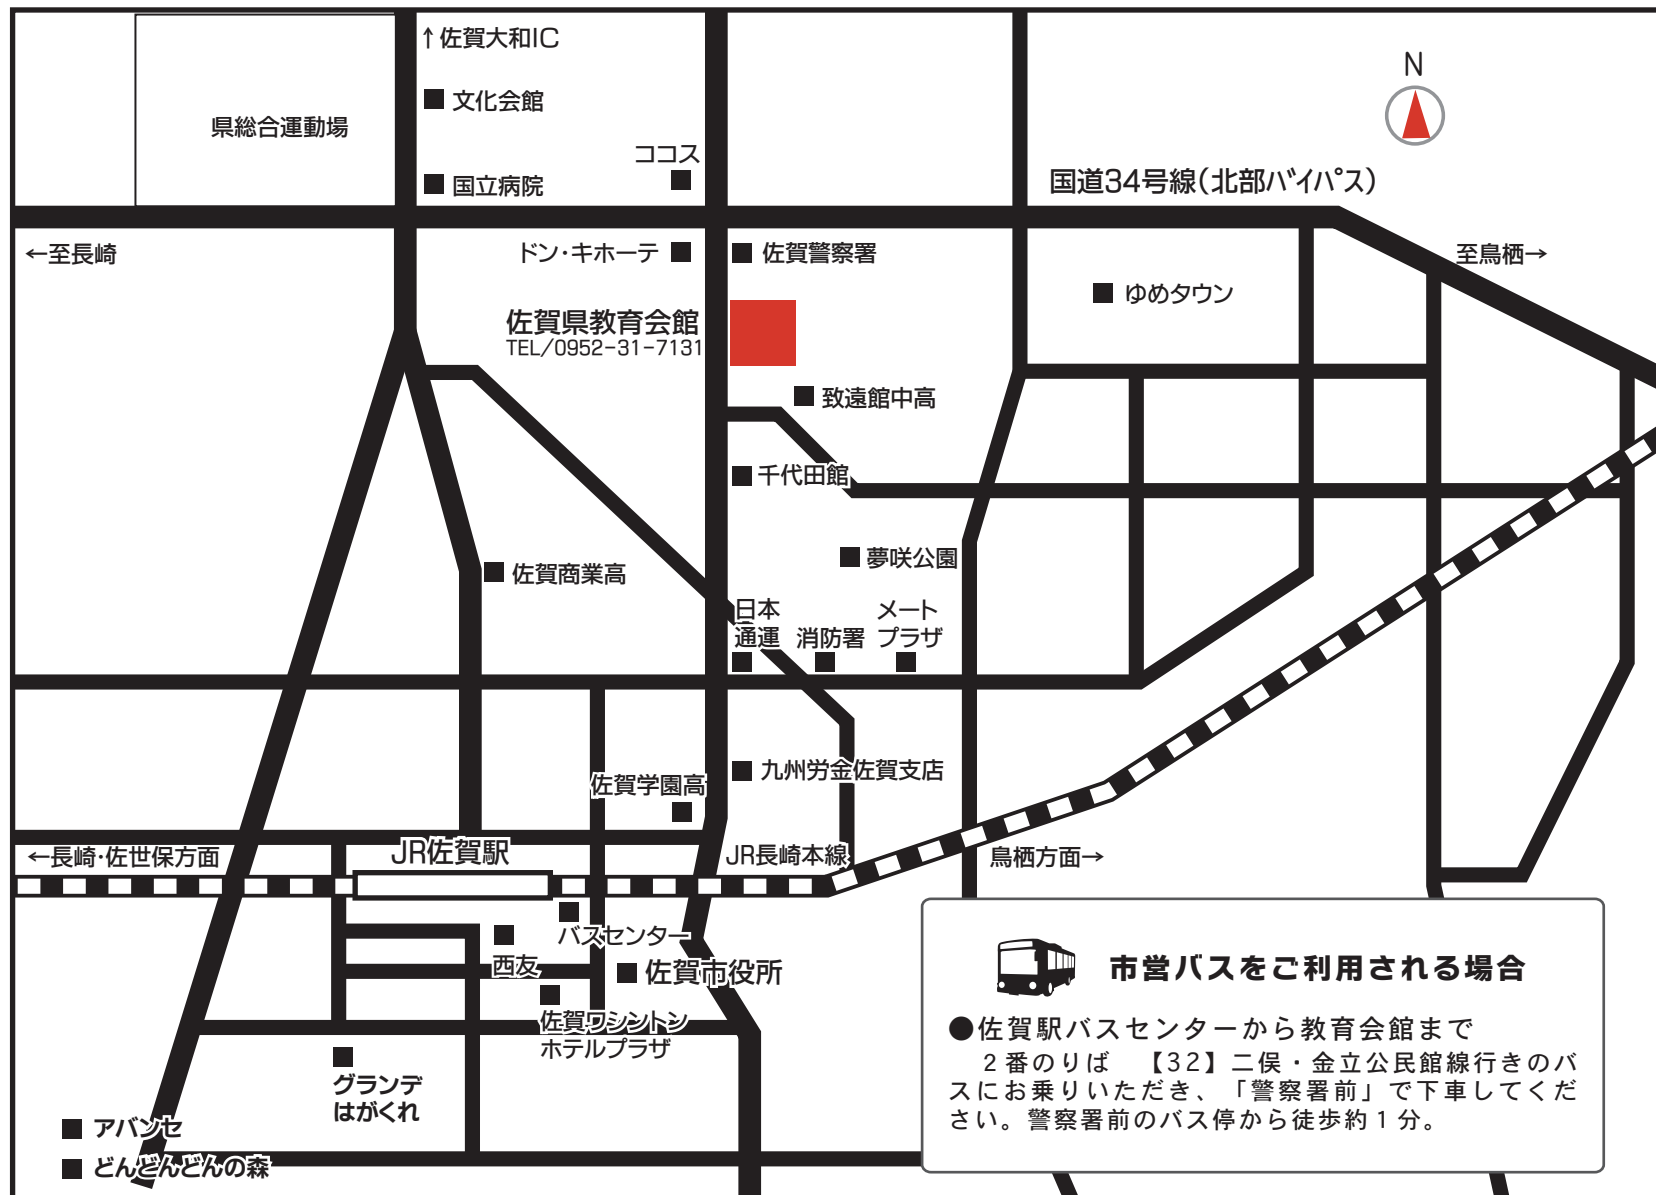 ↑佐賀大和IC
N
文化会館
県総合運動場
ココス
国立病院
国道34号線(北部バイパス)
←至長崎
ドン・キホーテ
佐賀警察署
至鳥栖→
ゆめタウン
佐賀県教育会館
TEL/0952-31-7131
致遠館中高
千代田館
夢咲公園
佐賀商業高
日本
通運
消防署
メート
プラザ
九州労金佐賀支店
佐賀学園高
←長崎・佐世保方面
JR佐賀駅
JR長崎本線
鳥栖方面→
バスセンター
西友
佐賀市役所
佐賀ワシントン
ホテルプラザ
グランデ
はがくれ
アバンセ
どんどんどんの森
市営バスをご利用される場合
●佐賀駅バスセンターから教育会館まで
2番のりば 【32】二俣・金立公民館線行きのバ
スにお乗りいただき、「警察署前」で下車してくだ
さい。警察署前のバス停から徒歩約1分。